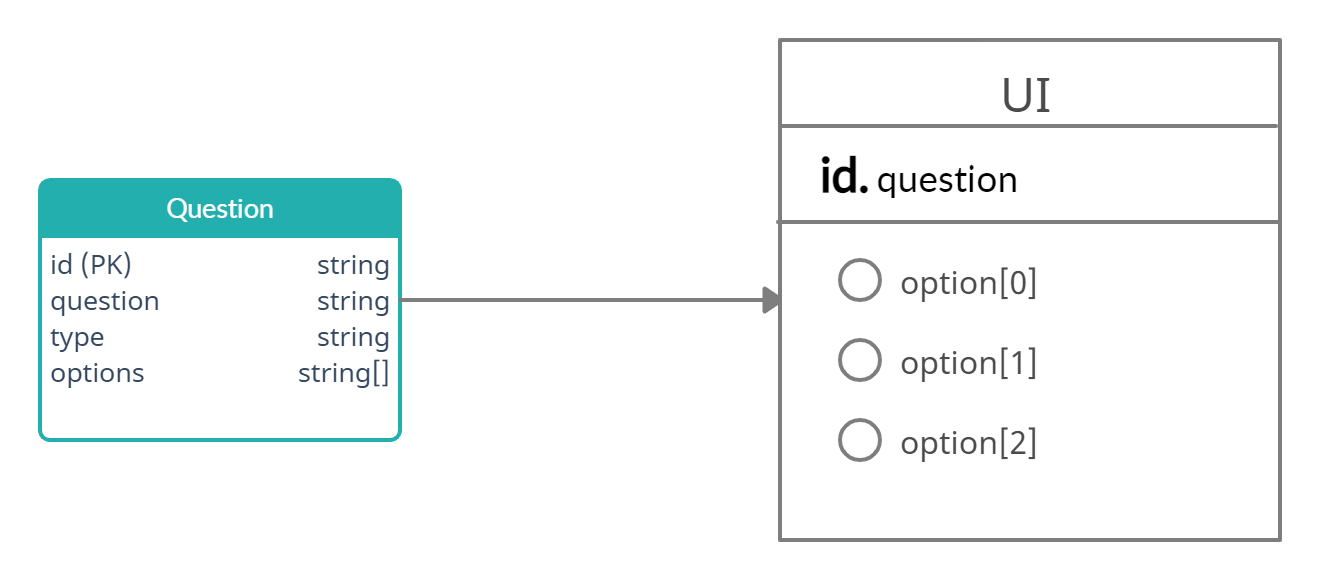 Question
id (PK) string
question string
type string
options string[]
UI
id. question
option[0]
option[1]
option[2]